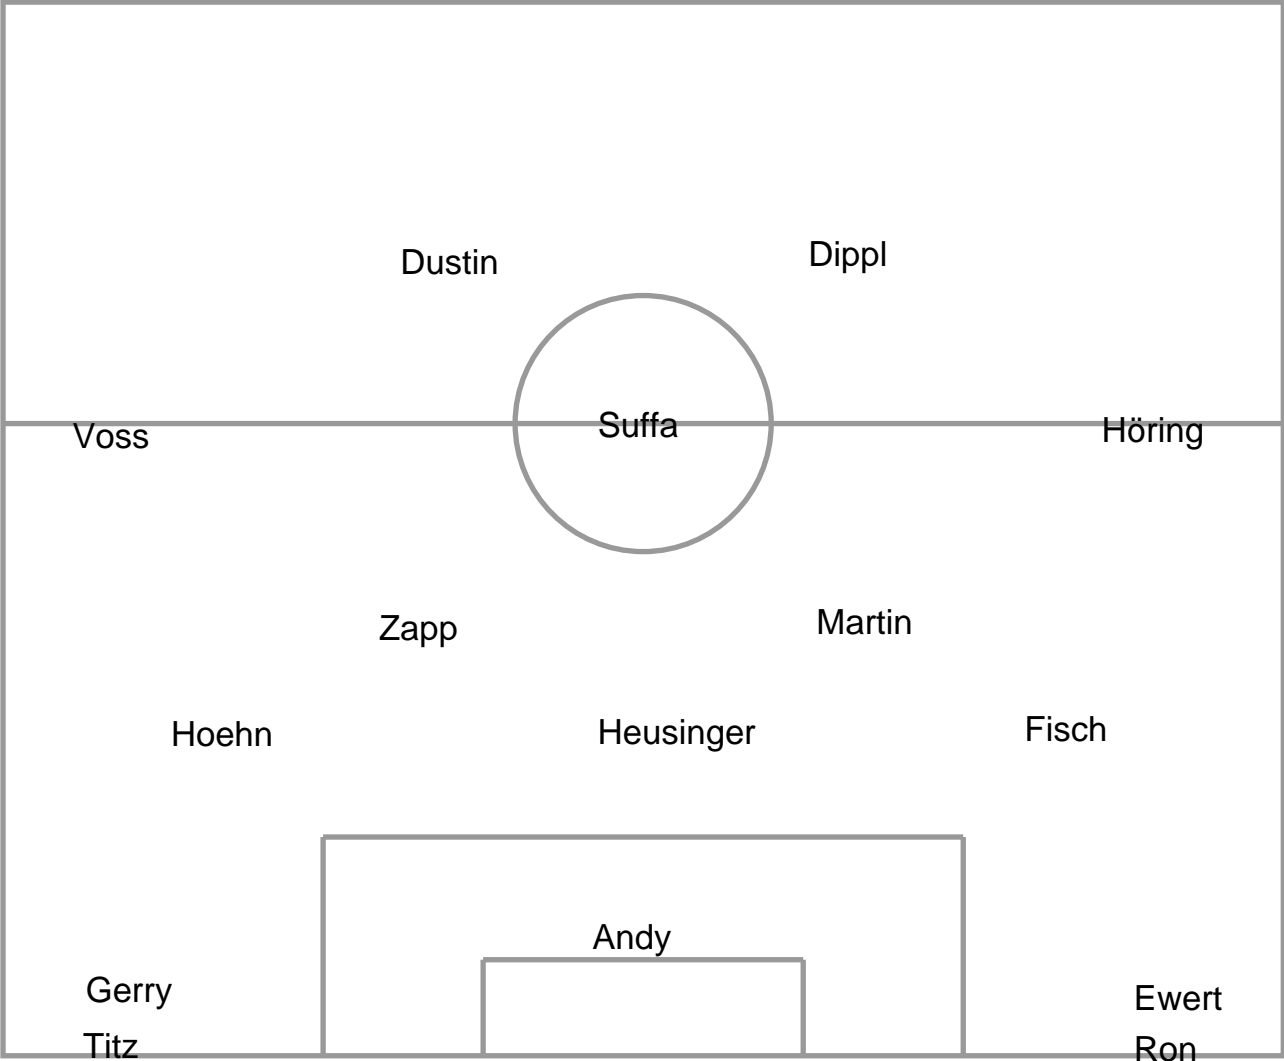 Dustin
Dippl
Voss
Suffa
Höring
Zapp
Martin
Hoehn
Heusinger
Fisch
Andy
Gerry
Ewert
Titz
Ron